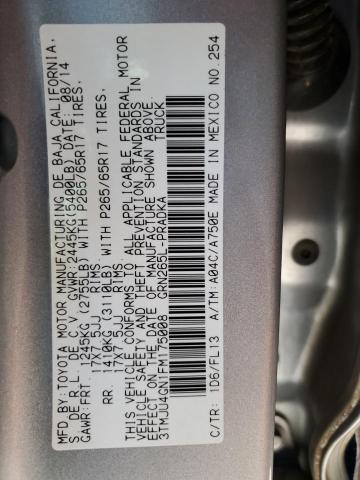 MFD.BY:TOYOTA MOTOR MANUFACTURING DE BAJA CALIFORNIA,
S DE R.L. DE C.V. GVWR:2445KG(5400LB)DATE: 08/14
GAWR:FRT. 1245KG (2755LB) WITH P265/65R17 TIRES,
17X7.5JJ RIMS
RR. 1410KG (3110LB) WITH P265/65R17 TIRES,
17X7.5JJ RIMS
THIS VEHICLE CONFORMS TO ALL APPLICABLE FEDERAL MOTOR
VEHICLE SAFETY AND THEFT PREVENTION STANDARDS IN
EFFECT ON THE DATE OF MANUFACTURE SHOWN ABOVE.
3TMJU4GN1FM175008 TRUCK
GRN265L-PRADKA
C/TR: 1D6/FL13 A/TM:A04C/A750E MADE IN MEXICO NO.254